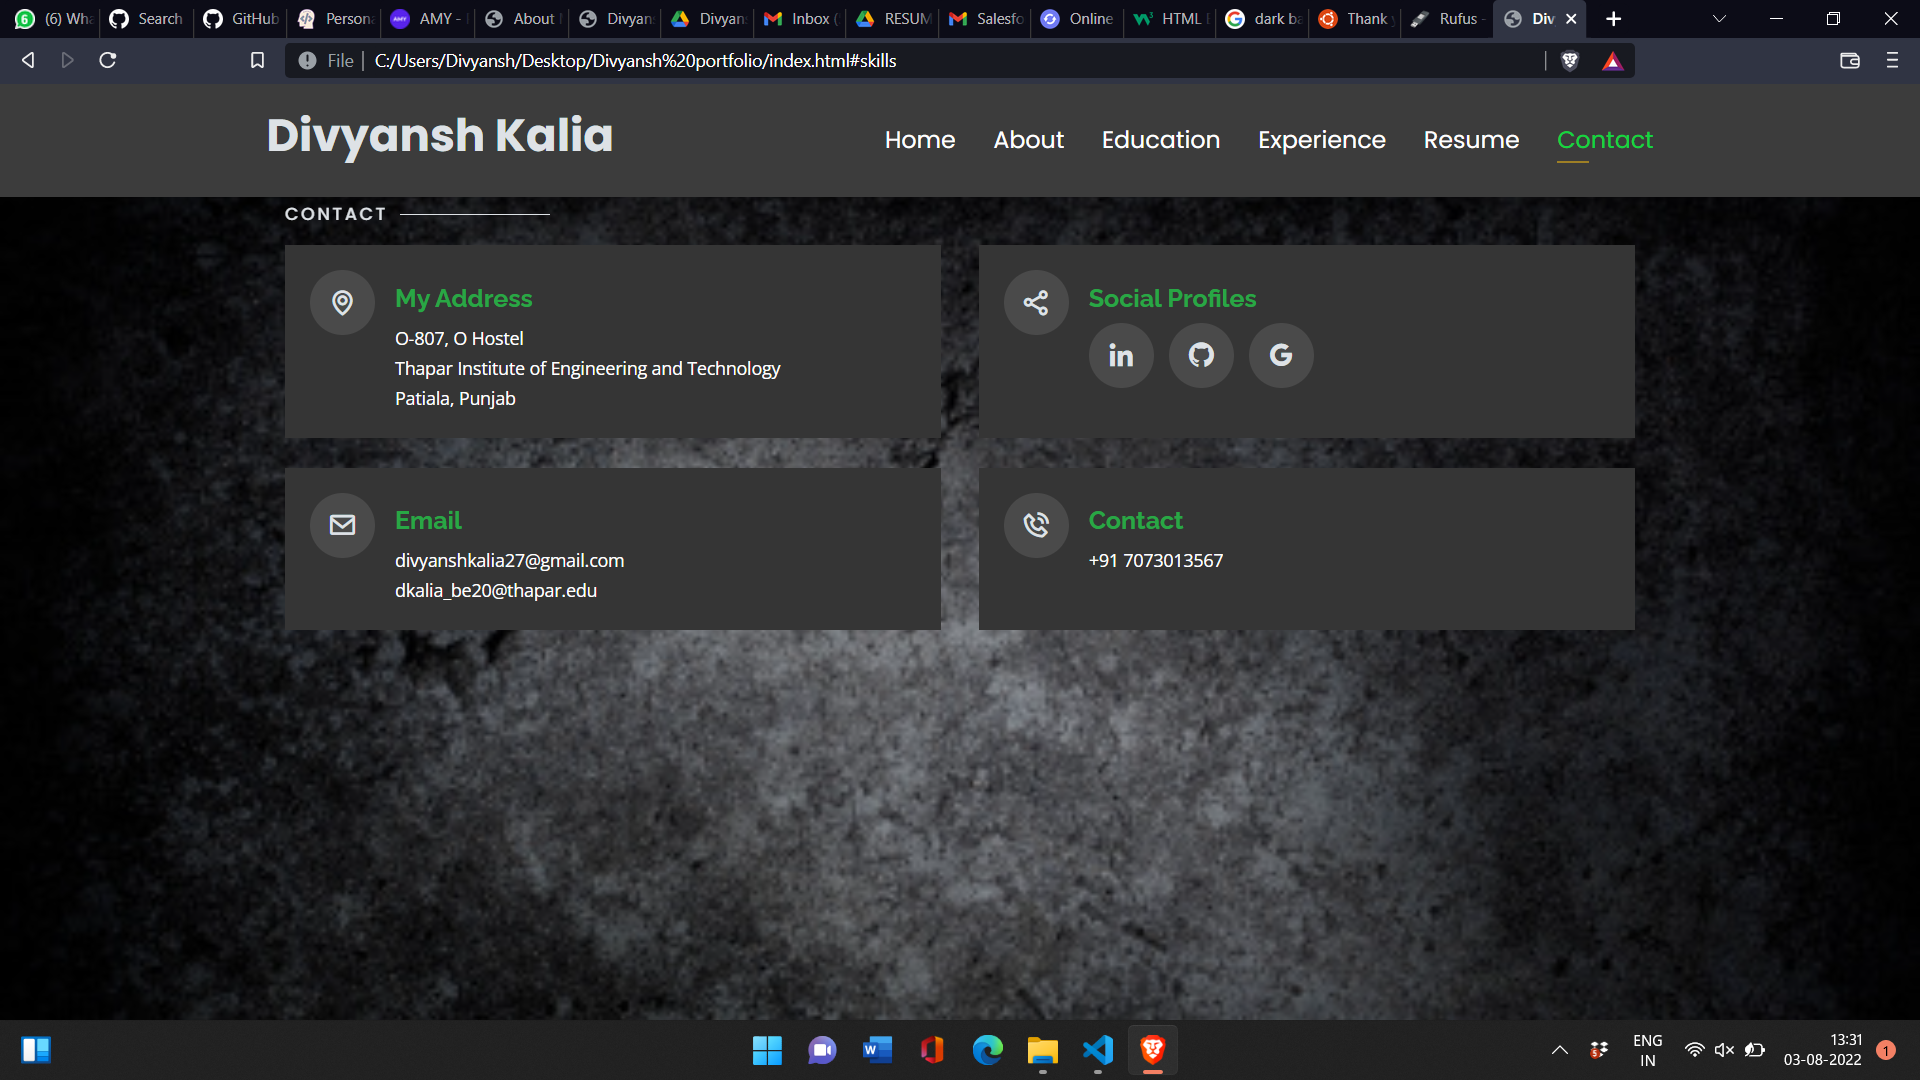 (6) Wha
Search
GitHub
Persona
AMY -
About
Divyan
Divyan
Inbox (
RESUM
Salesfo
Online
HTML
dark ba
Thank
Rufus -
Div
File
C:/Users/Divyansh/Desktop/Divyansh%20portfolio/index.html#skills
Divyansh Kalia
Home
About
Education
Experience
Resume
Contact
CONTACT
My Address
O-807, O Hostel
Thapar Institute of Engineering and Technology
Patiala, Punjab
Social Profiles
Email
divyanshkalia27@gmail.com
dkalia_be20@thapar.edu
Contact
+91 7073013567
ENG
IN
13:31
03-08-2022
1